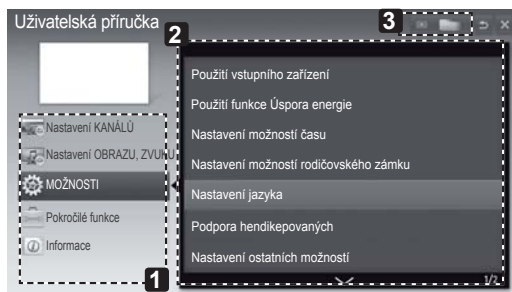 Uživatelská příručka
3
2
Nastavení KANÁLŮ
Nastavení OBRAZU, ZVUKU
MOŽNOSTI
Pokročilé funkce
Informace
1
Použití vstupního zařízení
Použití funkce Úspora energie
Nastavení možností času
Nastavení možností rodičovského zámku
Nastavení jazyka
Podpora hendikepovaných
Nastavení ostatních možností
1/2